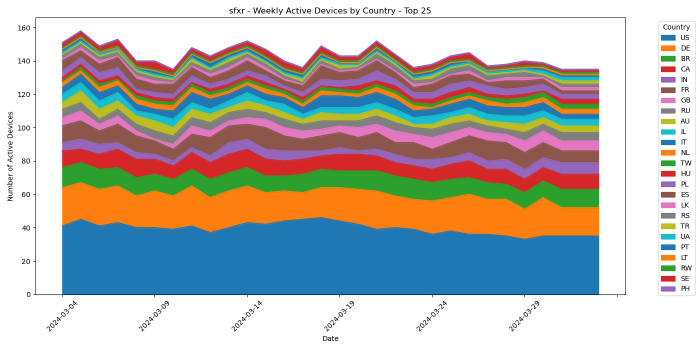 sfxr - Weekly Active Devices by Country - Top 25
Number of Active Devices
160
140
120
100
80
60
40
20
0
2024-03-04
2024-03-09
2024-03-14
2024-03-19
2024-03-24
2024-03-29
Date
Country
US
DE
BR
CA
IN
FR
GB
RU
AU
IL
IT
NL
TW
HU
PL
ES
LK
RS
TR
UA
PT
LT
RW
SE
PH